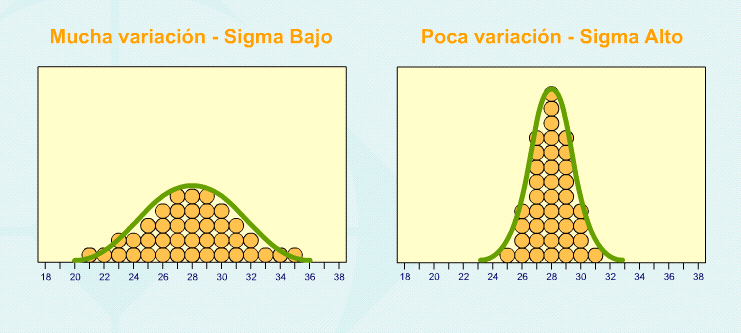 Mucha variación - Sigma Bajo
Poca variación - Sigma Alto
18 20 22 24 26 28 30 32 34 36 38
18 20 22 24 26 28 30 32 34 36 38